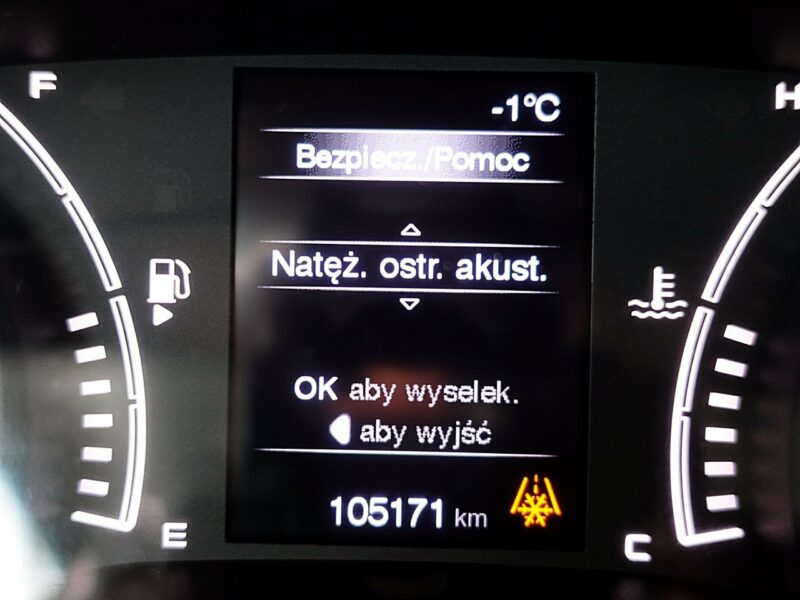 F
H
-1°C
Bezpiecz./Pomoc
Natęż. ostr. akust.
OK aby wyselek.
aby wyjść
105171 km
E
C